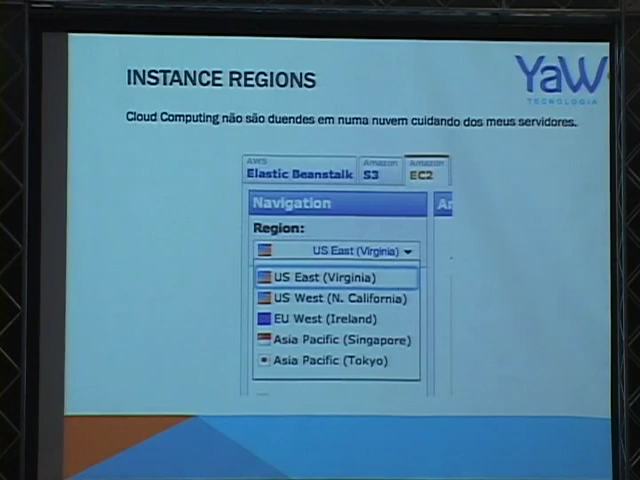 INSTANCE REGIONS
YaW
TECNOLOGIA
Cloud Computing não são duendes em numa nuvem cuidando dos meus servidores.
AWS
Elastic Beanstalk
Amazon
S3
Amazon
EC2
Navigation
Region:
US East (Virginia)
US East (Virginia)
US West (N. California)
EU West (Ireland)
Asia Pacific (Singapore)
Asia Pacific (Tokyo)